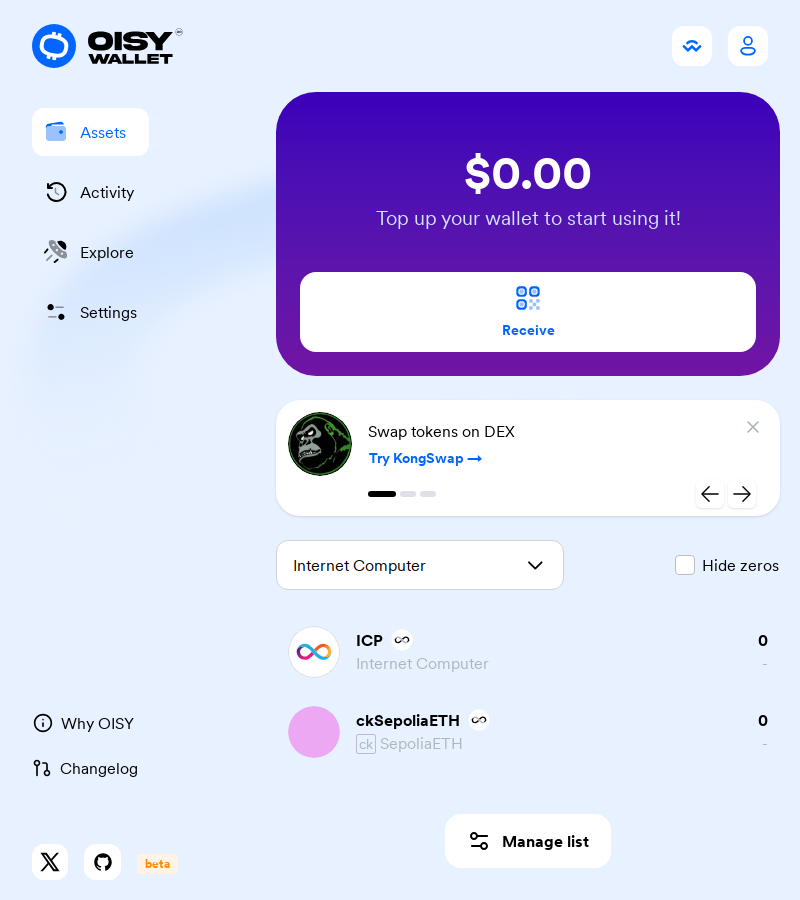 OISY
WALLET
Assets
Activity
Explore
Settings
$0.00
Top up your wallet to start using it!
Receive
Swap tokens on DEX
Try KongSwap →
Internet Computer
Hide zeros
ICP
0
Internet Computer
-
ckSepoliaETH
0
ck SepoliaETH
-
Why OISY
Changelog
Manage list
beta